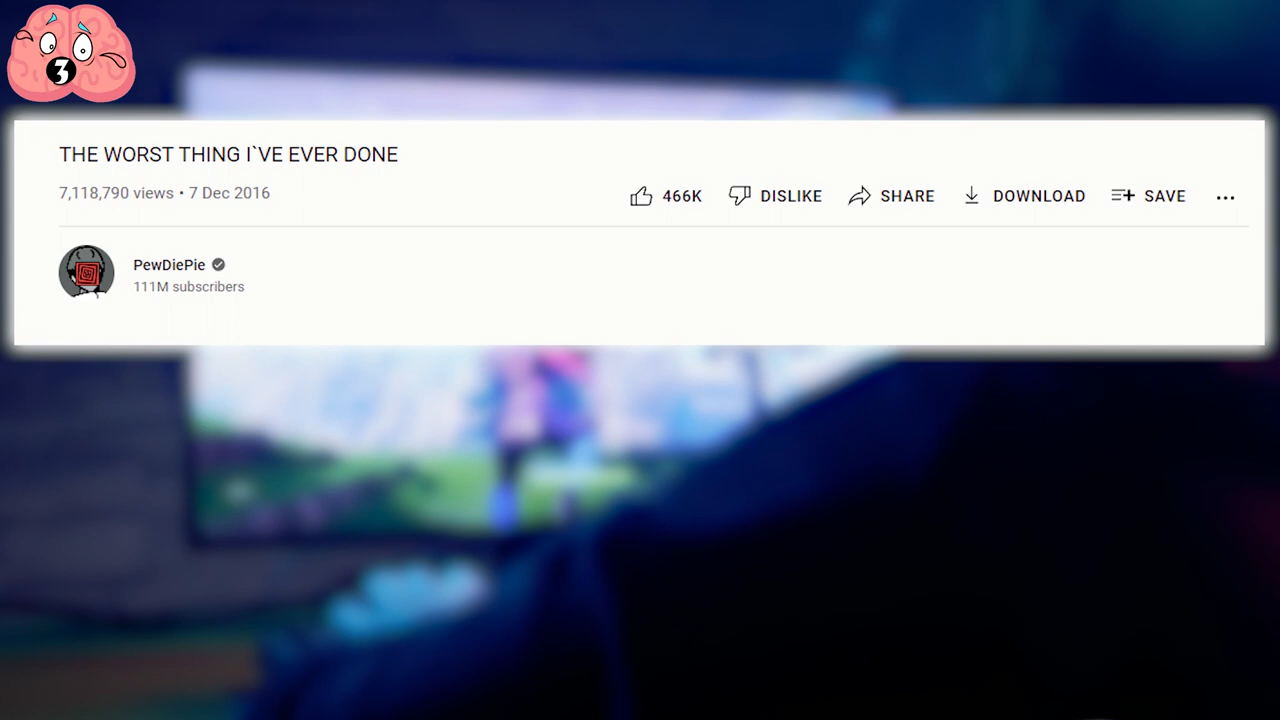 3
THE WORST THING I`VE EVER DONE
7,118,790 views • 7 Dec 2016
466K DISLIKE SHARE DOWNLOAD SAVE ...
PewDiePie
111M subscribers